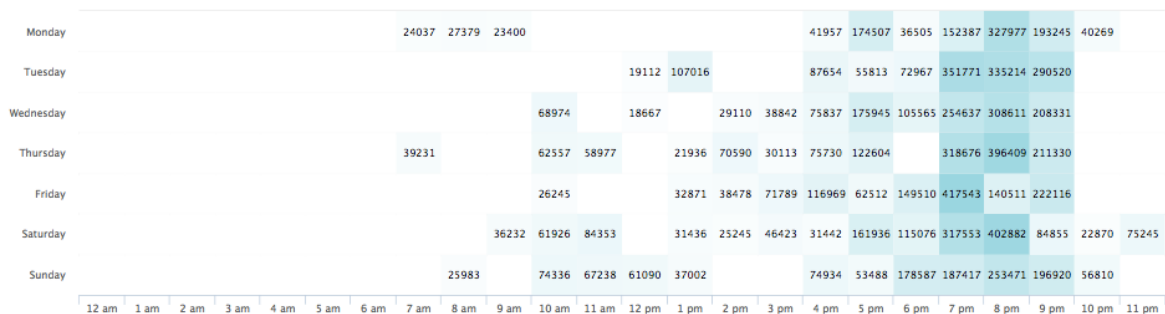 Monday 24037 27379 23400 41957 174507 36505 152387 327977 193245 40269
Tuesday 19112 107016 87654 55813 72967 351771 335214 290520
Wednesday 68974 18667 29110 38842 75837 175945 105565 254637 308611 208331
Thursday 39231 62557 58977 21936 70590 30113 75730 122604 318676 396409 211330
Friday 26245 32871 38478 71789 116969 62512 149510 417543 140511 222116
Saturday 36232 61926 84353 31436 25245 46423 31442 161936 115076 317553 402882 84855 22870 75245
Sunday 25983 74336 67238 61090 37002 74934 53488 178587 187417 253471 196920 56810
12 am 1 am 2 am 3 am 4 am 5 am 6 am 7 am 8 am 9 am 10 am 11 am 12 pm 1 pm 2 pm 3 pm 4 pm 5 pm 6 pm 7 pm 8 pm 9 pm 10 pm 11 pm